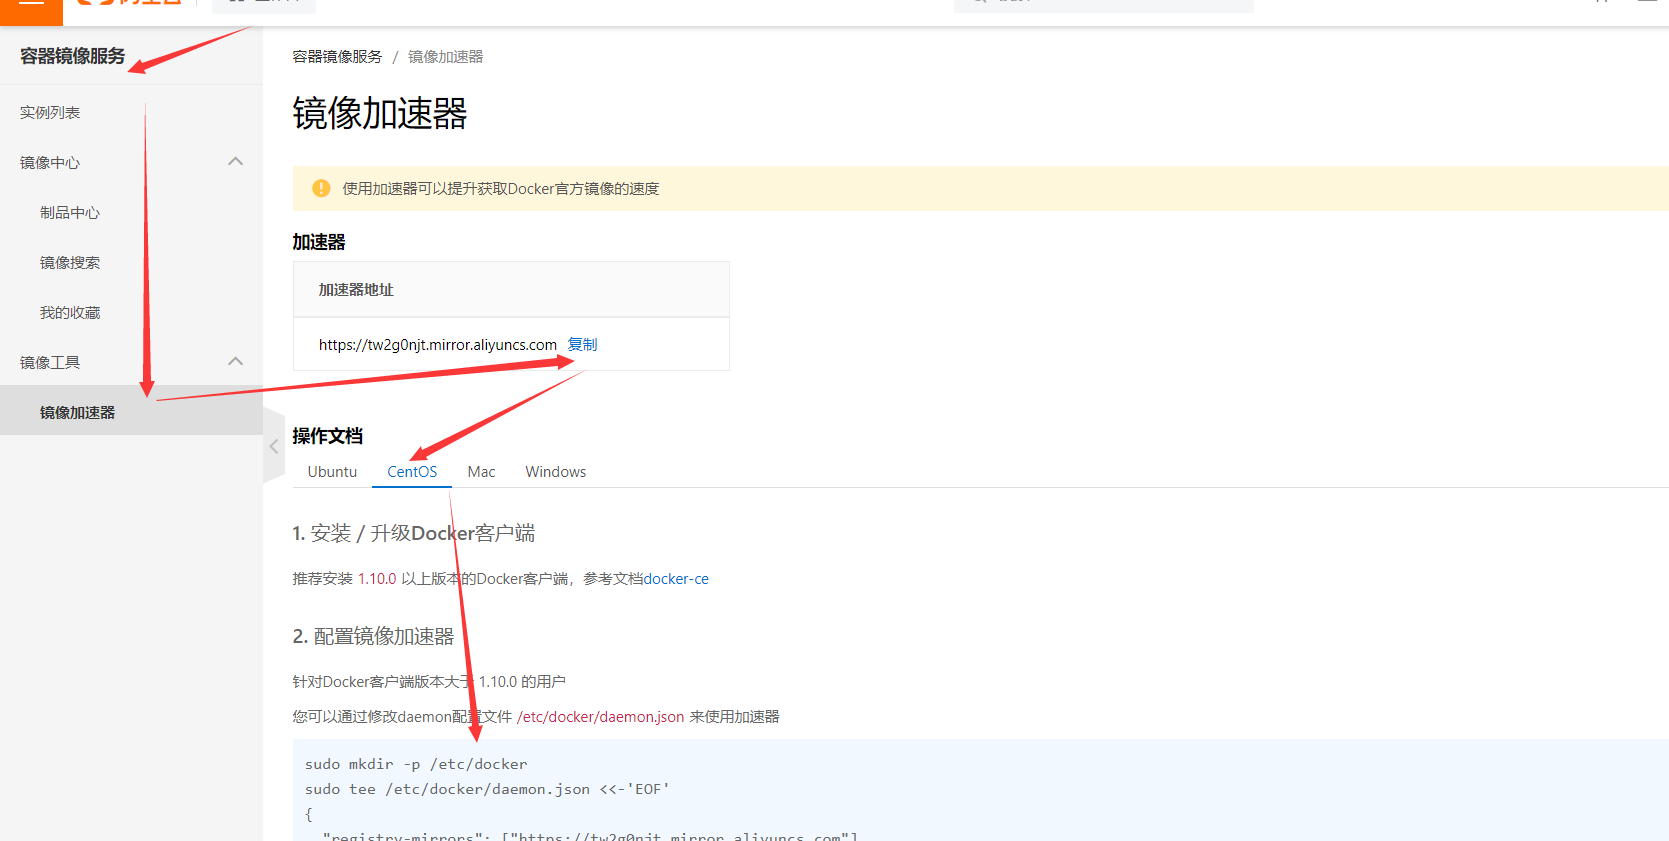 容器镜像服务
实例列表
镜像中心
制品中心
镜像搜索
我的收藏
镜像工具
镜像加速器
容器镜像服务 / 镜像加速器
镜像加速器
使用加速器可以提升获取Docker官方镜像的速度
加速器
加速器地址
https://tw2g0njt.mirror.aliyuncs.com 复制
操作文档
Ubuntu CentOS Mac Windows
1. 安装 / 升级Docker客户端
推荐安装 1.10.0 以上版本的Docker客户端，参考文档docker-ce
2. 配置镜像加速器
针对Docker客户端版本大于 1.10.0 的用户
您可以通过修改daemon配置文件 /etc/docker/daemon.json 来使用加速器
sudo mkdir -p /etc/docker
sudo tee /etc/docker/daemon.json <<-'EOF'
{
"registry-mirrors": ["https://tw2g0njt.mirror.aliyuncs.com"]